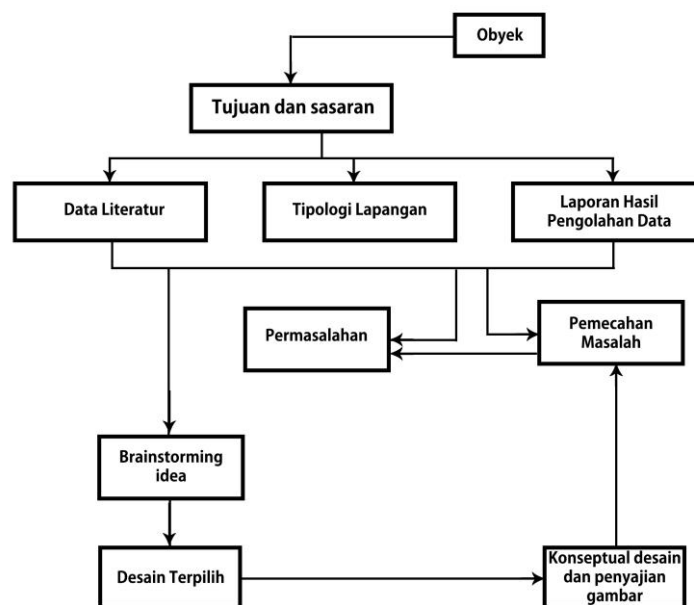 Obyek
Tujuan dan sasaran
Data Literatur
Tipologi Lapangan
Laporan Hasil
Pengolahan Data
Permasalahan
Pemecahan
Masalah
Brainstorming
idea
Desain Terpilih
Konseptual desain
dan penyajian
gambar